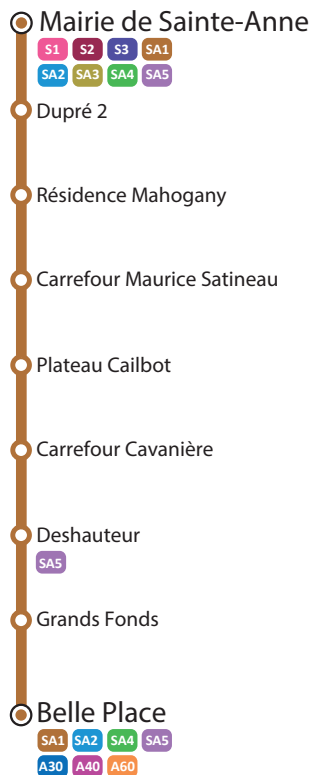 Mairie de Sainte-Anne
S1 S2 S3 SA1
SA2 SA3 SA4 SA5
Dupré 2
Résidence Mahogany
Carrefour Maurice Satineau
Plateau Cailbot
Carrefour Cavanière
Deshauteur
SA5
Grands Fonds
Belle Place
SA1 SA2 SA4 SA5
A30 A40 A60